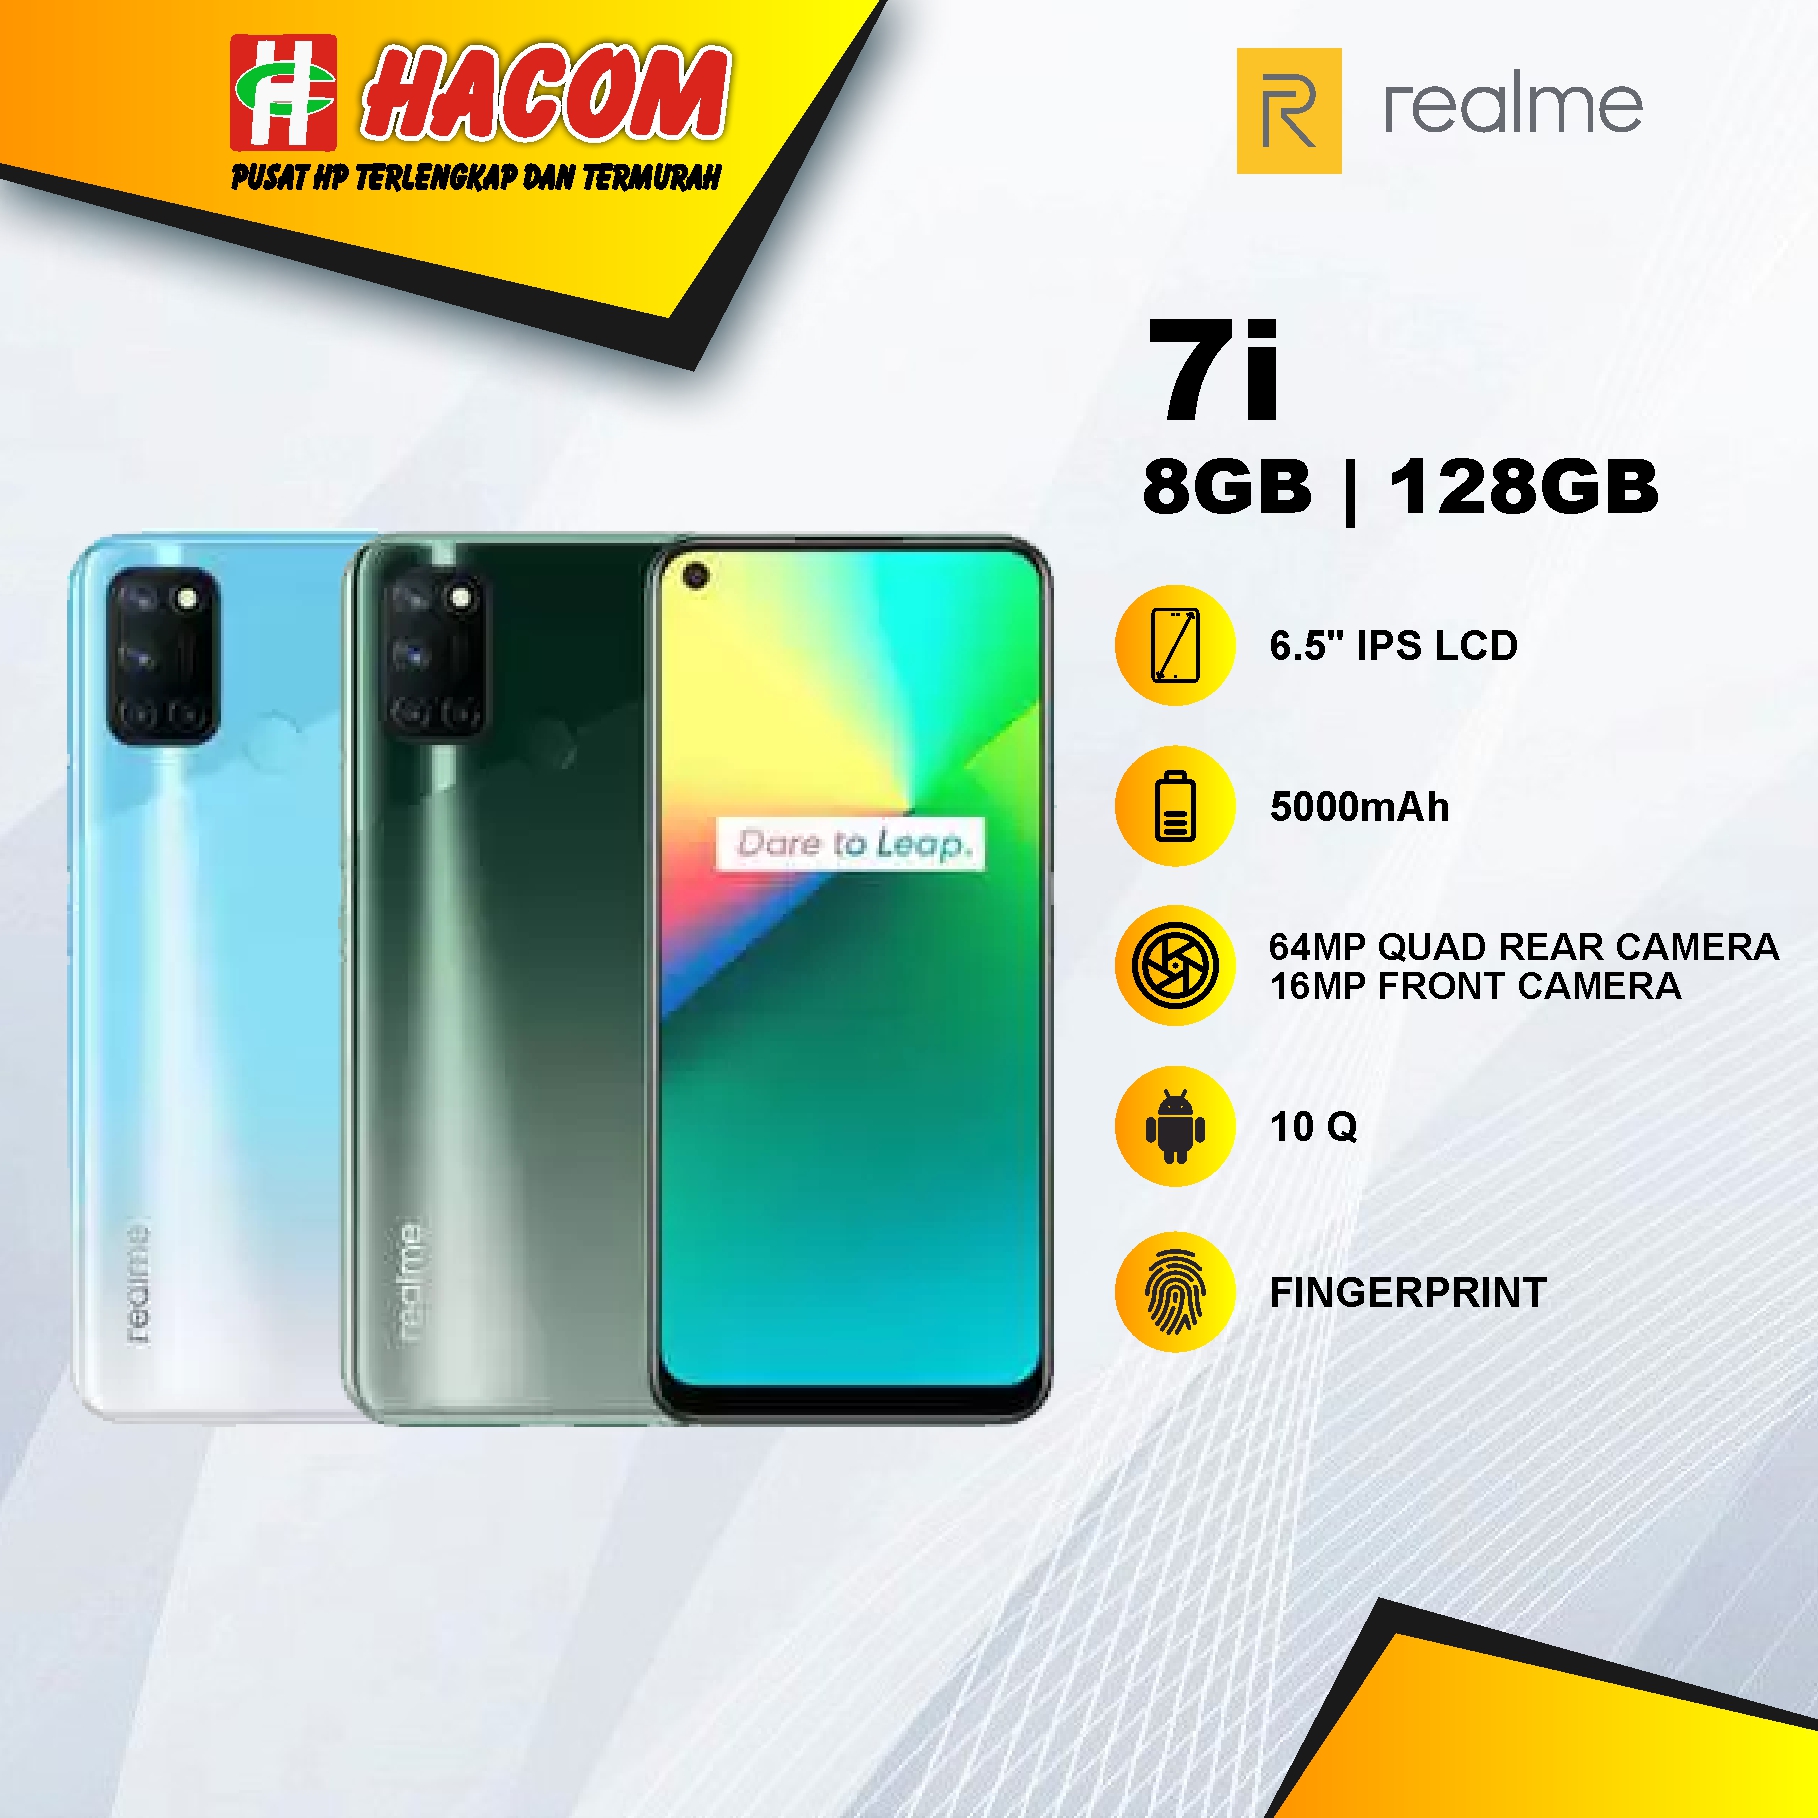 HACOM
PUSAT HP TERLENGKAP DAN TERMURAH
R realme
7i
8GB | 128GB
6.5" IPS LCD
5000mAh
64MP QUAD REAR CAMERA
16MP FRONT CAMERA
10 Q
FINGERPRINT
Dare to Leap.
realme
realme